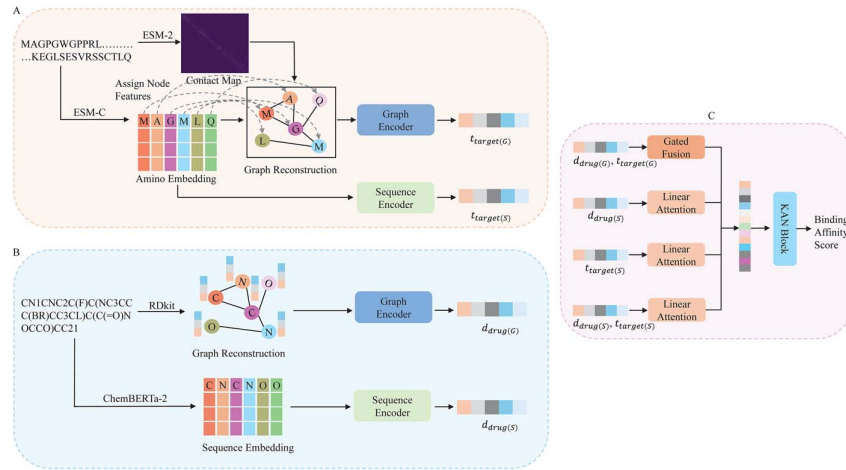 A
MAGPGWGPPRL.........
...KEGLSESVRSSCTLQ
ESM-2
Contact Map
Assign Node
Features
ESM-C
M A G M L Q
Amino Embedding
A
Q
M
G
L
M
Graph Reconstruction
Graph
Encoder
t_target(G)
Sequence
Encoder
t_target(S)
B
CN1CNC2C(F)C(NC3CC
C(BR)CC3CL)C(C(=O)N
OCCO)CC21
RDkit
N
O
C
C
O
N
Graph Reconstruction
Graph
Encoder
d_drug(G)
ChemBERTa-2
C N C N O O
Sequence Embedding
Sequence
Encoder
d_drug(S)
C
d_drug(G), t_target(G)
Gated
Fusion
d_drug(S)
Linear
Attention
t_target(S)
Linear
Attention
d_drug(S), t_target(S)
Linear
Attention
KAN Block
Binding
Affinity
Score